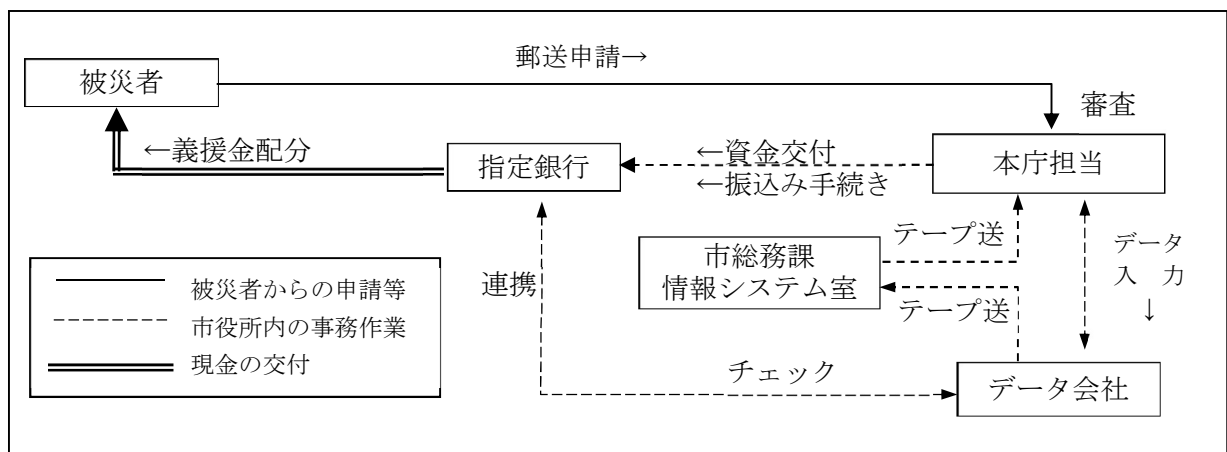 郵送申請→
被災者
審査
←義援金配分
指定銀行
←資金交付
←振込み手続き
本庁担当
テープ送
市総務課
情報システム室
データ
入 力
↓
連携
テープ送
被災者からの申請等
市役所内の事務作業
現金の交付
チェック
データ会社